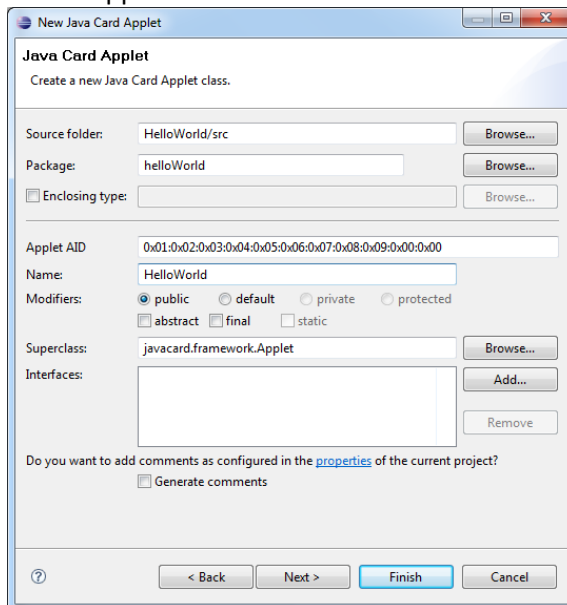 New Java Card Applet
Java Card Applet
Create a new Java Card Applet class.
Source folder: HelloWorld/src Browse...
Package: helloWorld Browse...
Enclosing type: Browse...
Applet AID 0x01:0x02:0x03:0x04:0x05:0x06:0x07:0x08:0x09:0x00:0x00
Name: HelloWorld
Modifiers: public default private protected
abstract final static
Superclass: javacard.framework.Applet Browse...
Interfaces: Add...
Remove
Do you want to add comments as configured in the properties of the current project?
Generate comments
? < Back Next > Finish Cancel